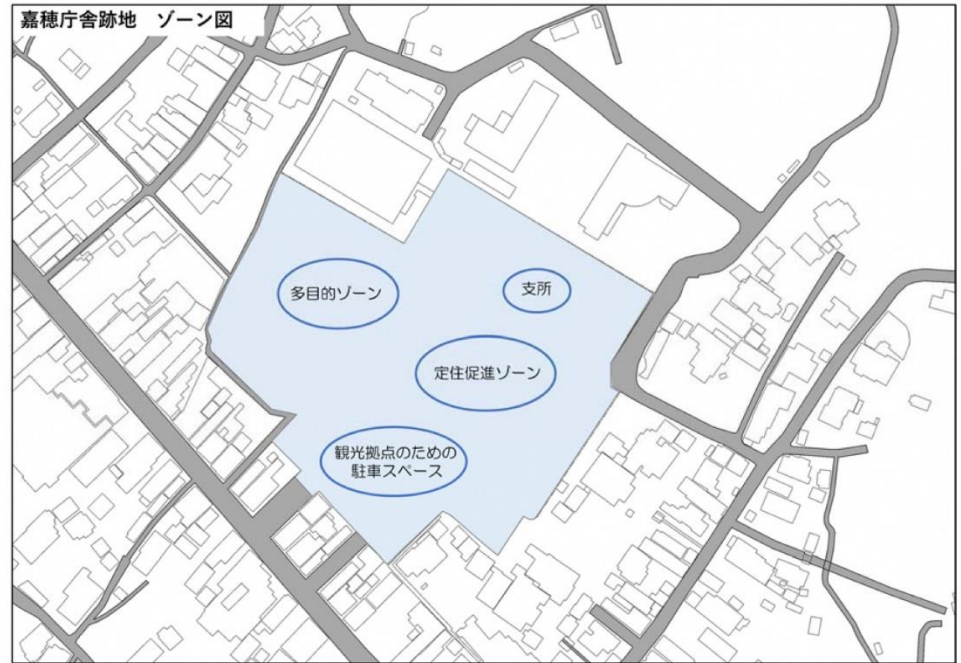 嘉穂庁舎跡地　ゾーン図
多目的ゾーン
支所
定住促進ゾーン
観光拠点のための
駐車スペース